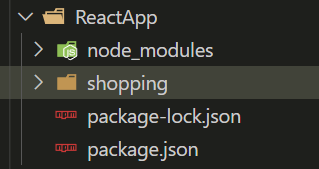 ReactApp
node_modules
shopping
package-lock.json
package.json